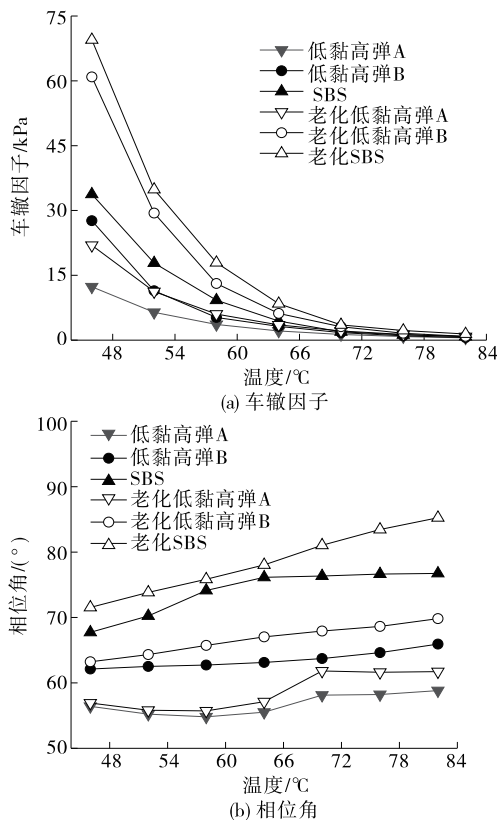 75
60
45
30
15
0
车辙因子/kPa
低黏高弹A
低黏高弹B
SBS
老化低黏高弹A
老化低黏高弹B
老化SBS
48 54 60 66 72 78 84
温度/℃
(a) 车辙因子
100
90
80
70
60
50
相位角/(°)
低黏高弹A
低黏高弹B
SBS
老化低黏高弹A
老化低黏高弹B
老化SBS
48 54 60 66 72 78 84
温度/℃
(b) 相位角